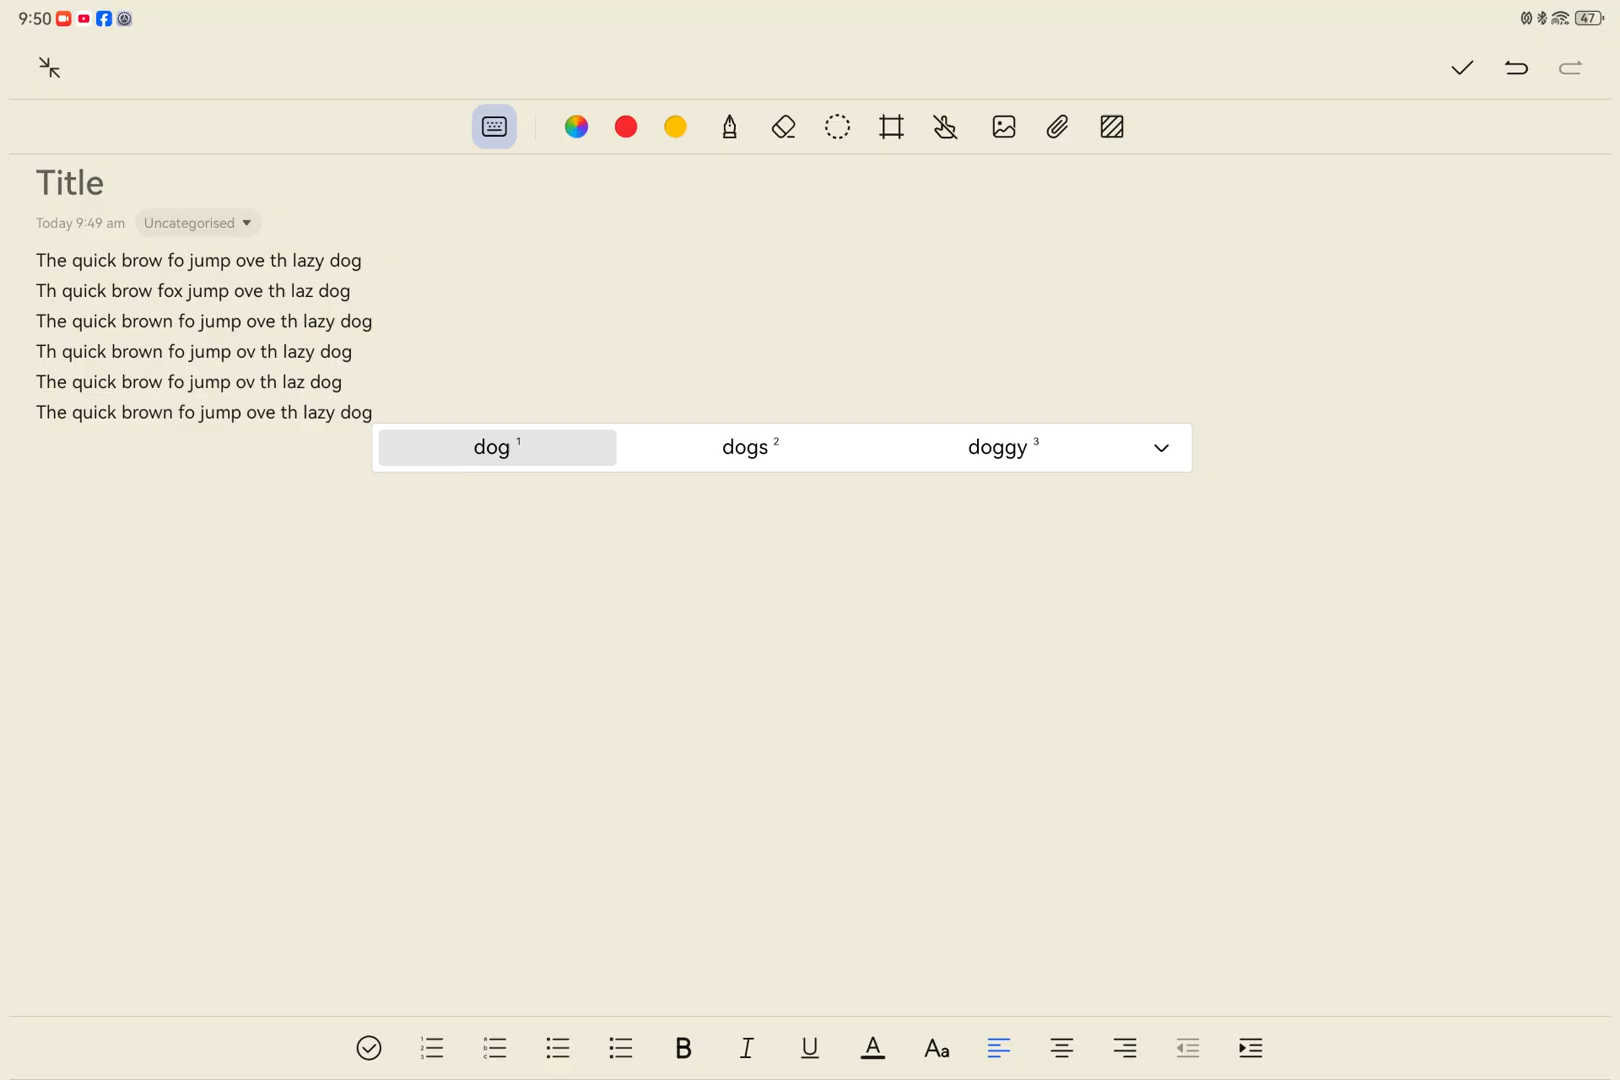 9:50
47
Title
Today 9:49 am Uncategorised
The quick brow fo jump ove th lazy dog
Th quick brow fox jump ove th laz dog
The quick brown fo jump ove th lazy dog
Th quick brown fo jump ov th lazy dog
The quick brow fo jump ov th laz dog
The quick brown fo jump ove th lazy dog
dog 1 dogs 2 doggy 3
B I U A Aa